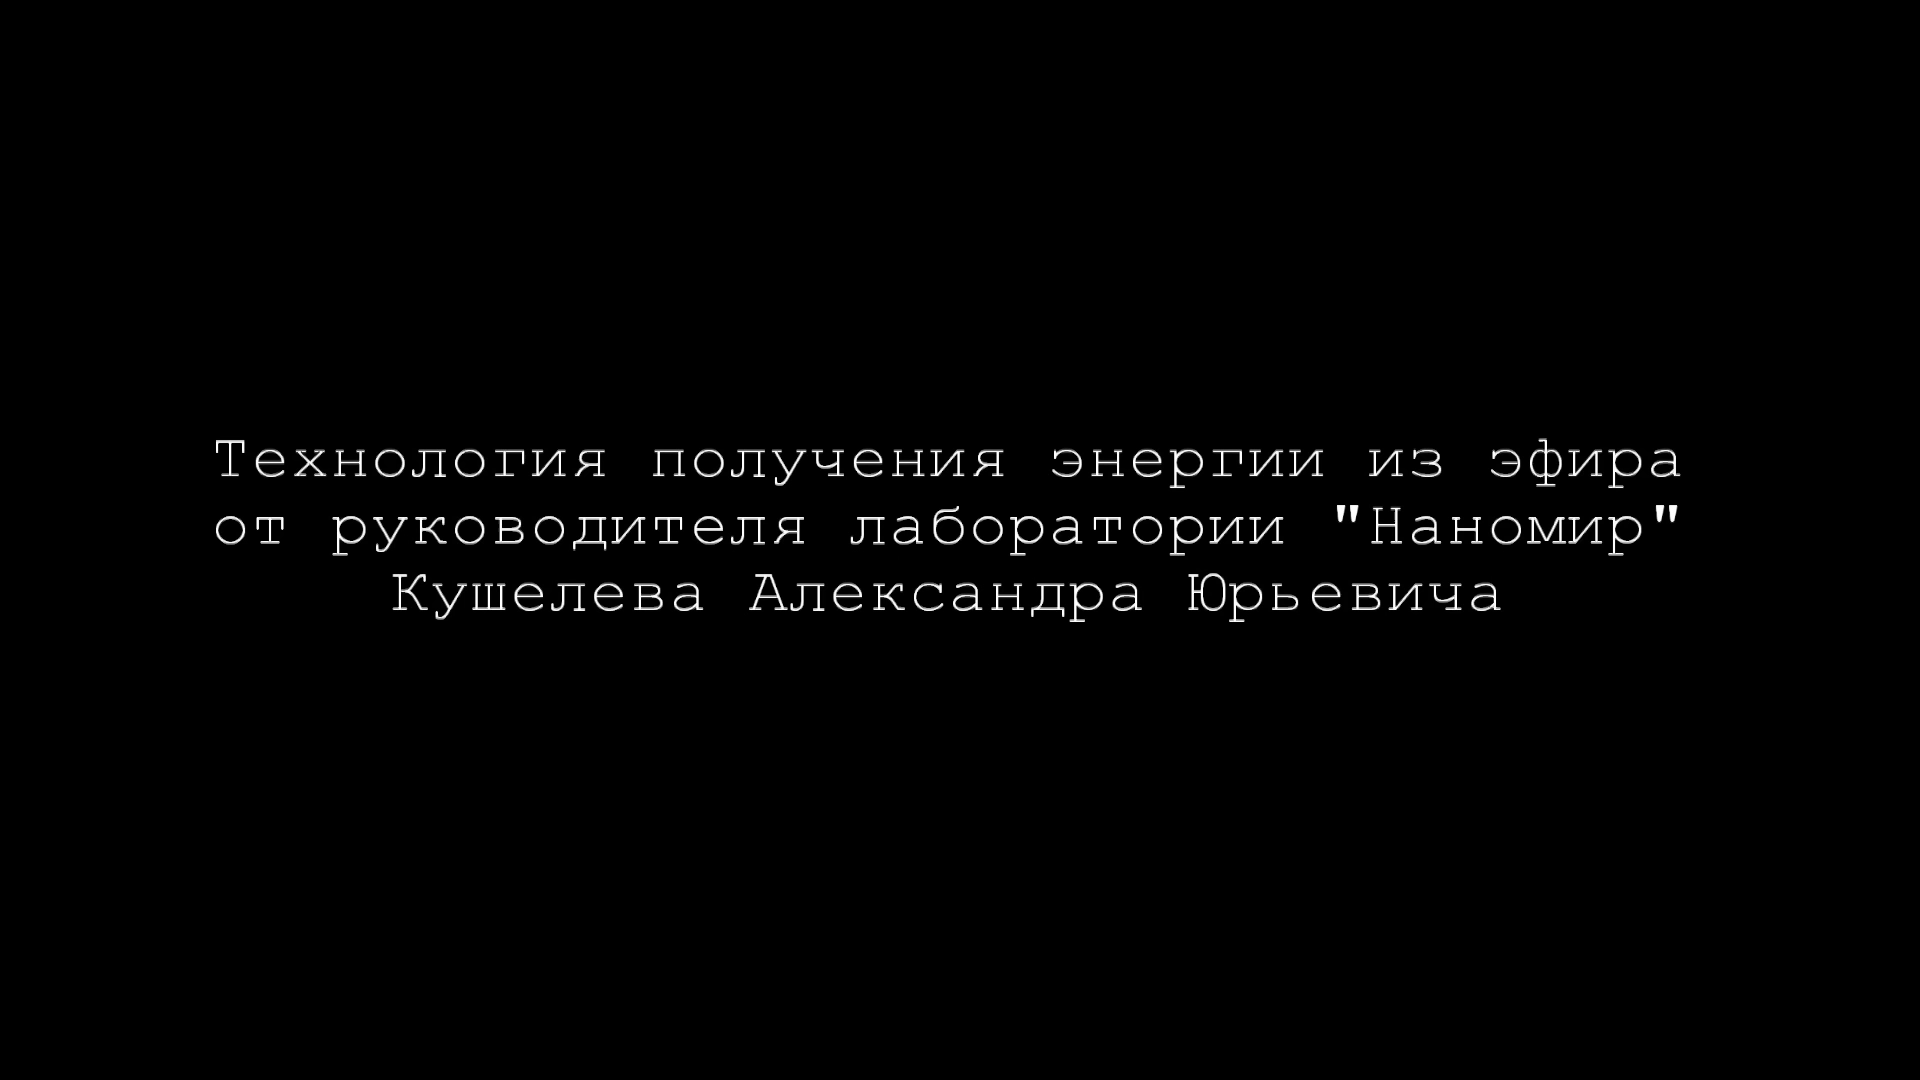 Технология получения энергии из эфира
от руководителя лаборатории "Наномир"
Кушелева Александра Юрьевича